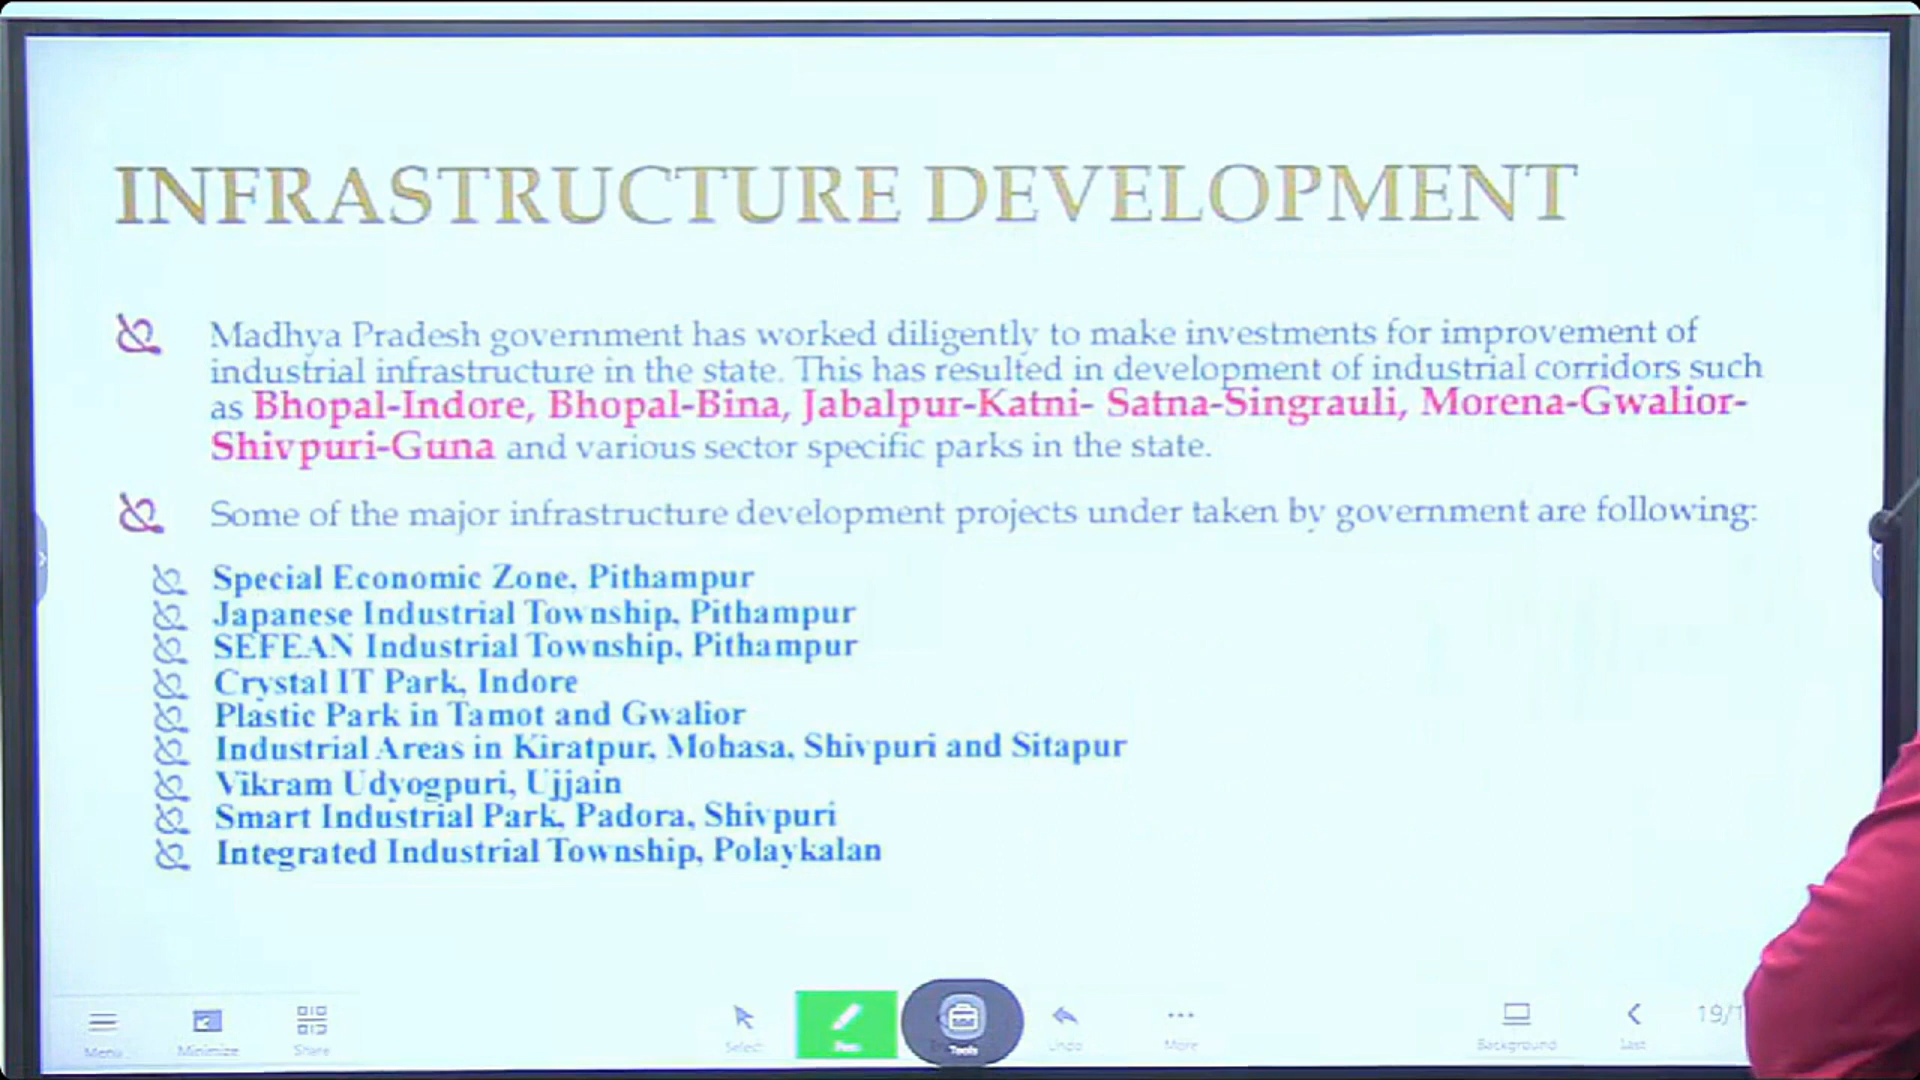 INFRASTRUCTURE DEVELOPMENT
Madhya Pradesh government has worked diligently to make investments for improvement of
industrial infrastructure in the state. This has resulted in development of industrial corridors such
as Bhopal-Indore, Bhopal-Bina, Jabalpur-Katni- Satna-Singrauli, Morena-Gwalior-
Shivpuri-Guna and various sector specific parks in the state.
Some of the major infrastructure development projects under taken by government are following:
Special Economic Zone, Pithampur
Japanese Industrial Township, Pithampur
SEFEAN Industrial Township, Pithampur
Crystal IT Park, Indore
Plastic Park in Tamot and Gwalior
Industrial Areas in Kiratpur, Mohasa, Shivpuri and Sitapur
Vikram Udyogpuri, Ujjain
Smart Industrial Park, Padora, Shivpuri
Integrated Industrial Township, Polaykalan
Menu Minimize Share Select Pen Tools Undo More Background Last 19/1